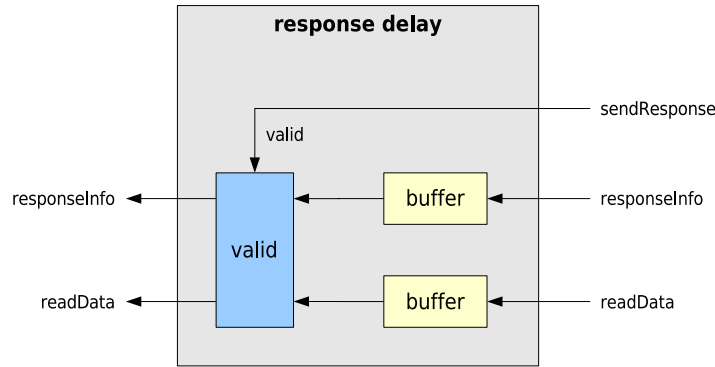 response delay
sendResponse
valid
responseInfo
buffer
responseInfo
valid
readData
buffer
readData